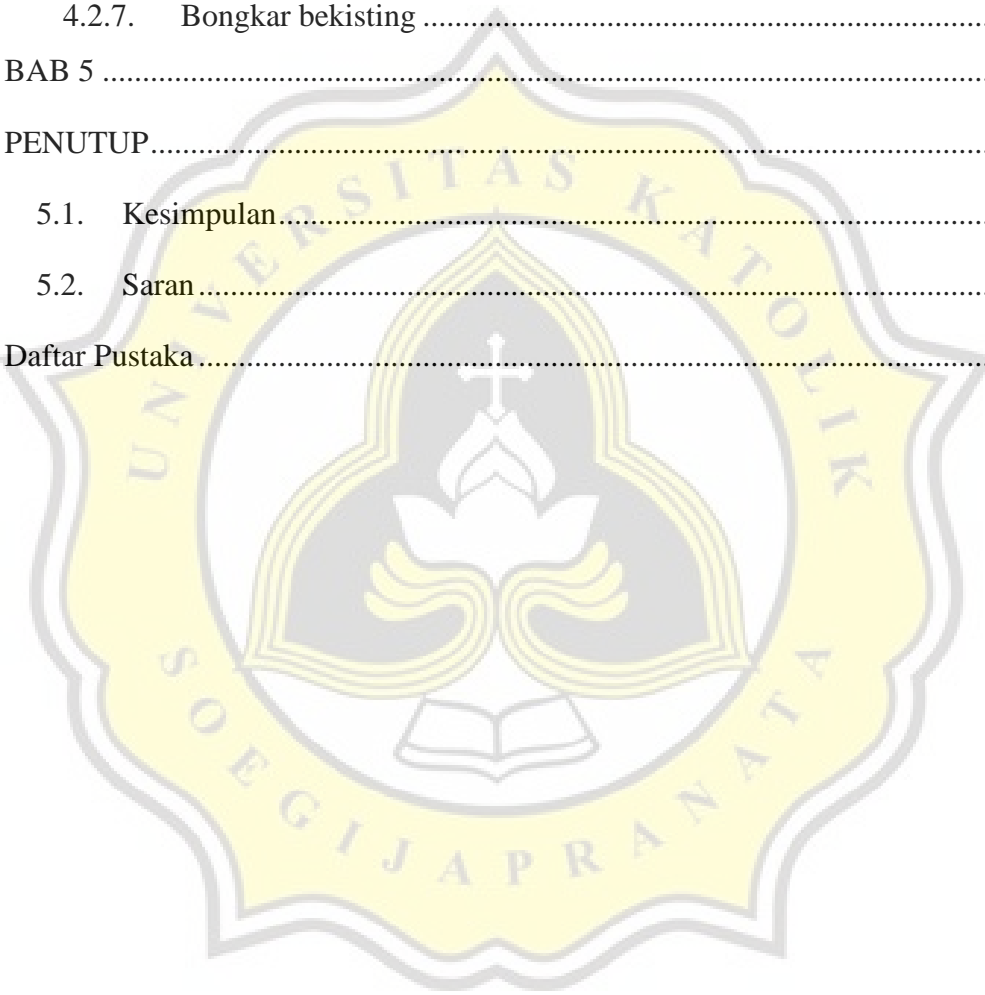 4.2.7. Bongkar bekisting ..........................................................................
BAB 5 ..............................................................................................................
PENUTUP.........................................................................................................
5.1. Kesimpulan.........................................................................................
5.2. Saran ...................................................................................................
Daftar Pustaka ...................................................................................................
UNIVERSITAS KATOLIK
SOEGIJAPRANATA